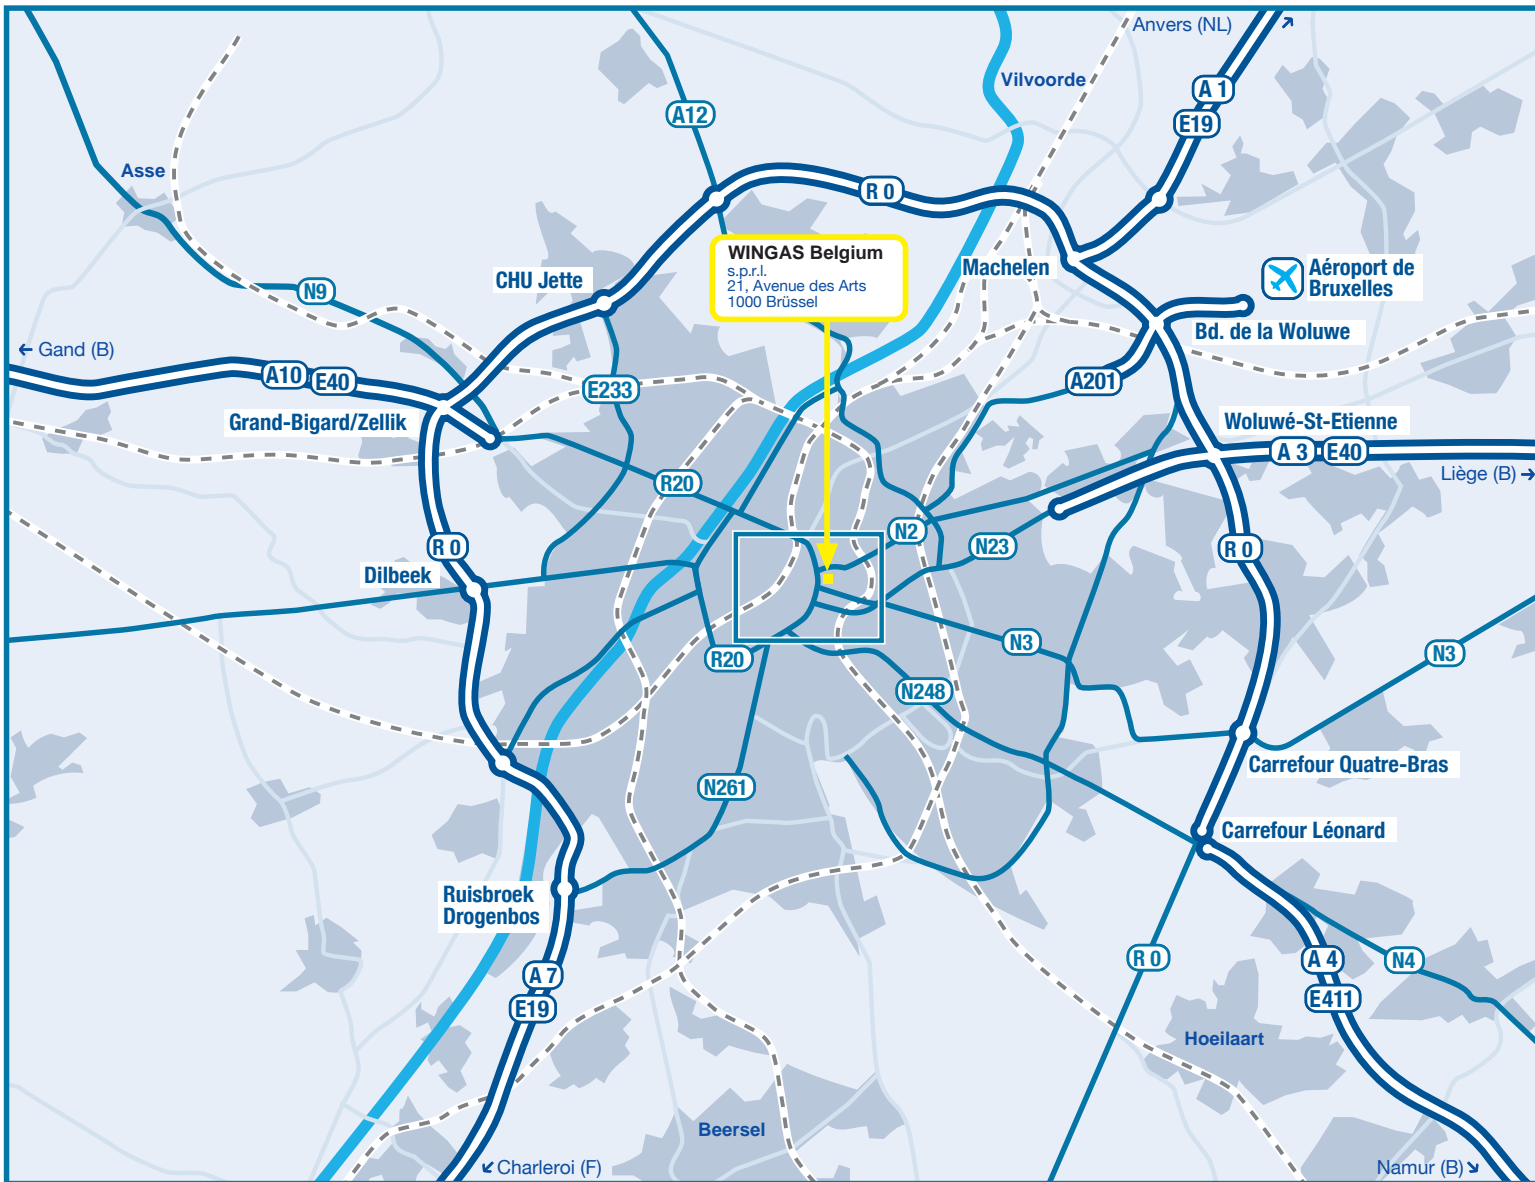 Anvers (NL)
Vilvoorde
A 1
A12
E19
Asse
R 0
WINGAS Belgium
s.p.r.l.
21, Avenue des Arts
1000 Brüssel
Machelen
Aéroport de
Bruxelles
CHU Jette
N9
Bd. de la Woluwe
Gand (B)
A10
E40
E233
A201
Grand-Bigard/Zellik
Woluwé-St-Etienne
A 3
E40
Liège (B)
R20
N2
N23
R 0
R 0
Dilbeek
N3
N3
R20
N248
Carrefour Quatre-Bras
N261
Carrefour Léonard
Ruisbroek
Drogenbos
R 0
A 4
N4
A 7
E411
E19
Hoeilaart
Beersel
Charleroi (F)
Namur (B)